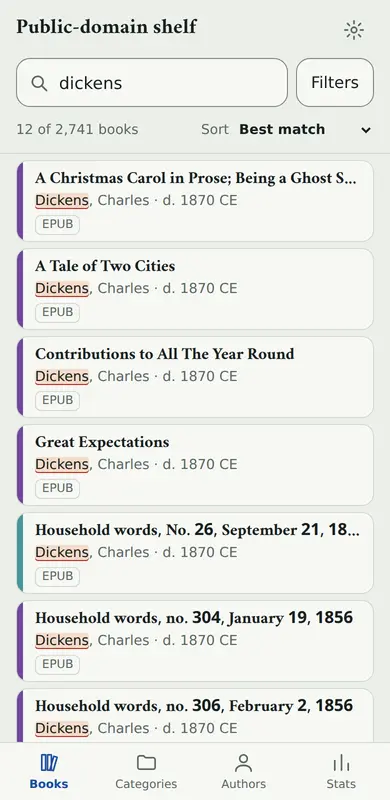 Public-domain shelf
dickens
Filters
12 of 2,741 books
Sort Best match
A Christmas Carol in Prose; Being a Ghost S...
Dickens, Charles · d. 1870 CE
EPUB
A Tale of Two Cities
Dickens, Charles · d. 1870 CE
EPUB
Contributions to All The Year Round
Dickens, Charles · d. 1870 CE
EPUB
Great Expectations
Dickens, Charles · d. 1870 CE
EPUB
Household words, No. 26, September 21, 18...
Dickens, Charles · d. 1870 CE
EPUB
Household words, no. 304, January 19, 1856
Dickens, Charles · d. 1870 CE
EPUB
Household words, no. 306, February 2, 1856
Dickens, Charles · d. 1870 CE
Books
Categories
Authors
Stats